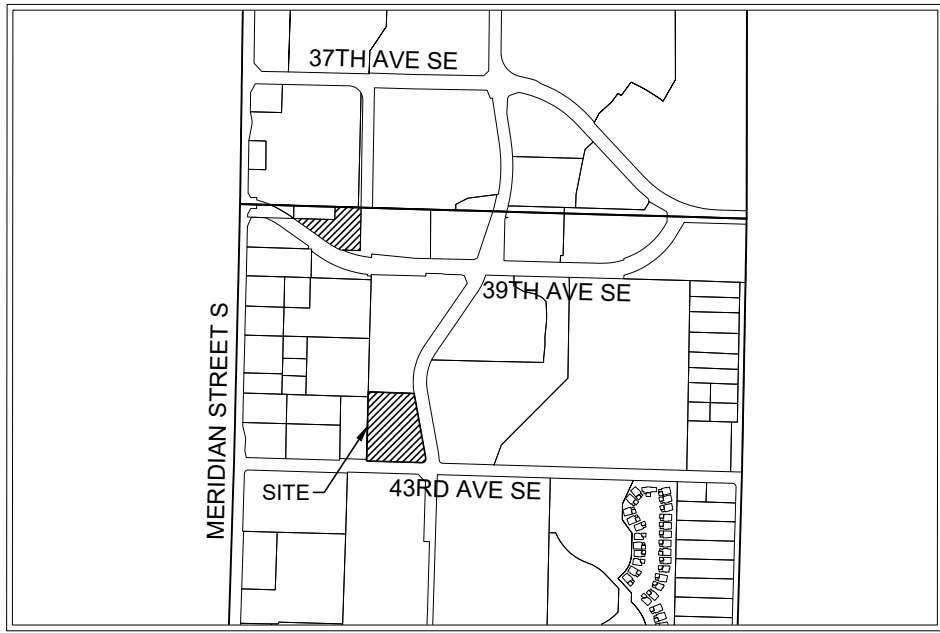 37TH AVE SE
39TH AVE SE
MERIDIAN STREET S
SITE
43RD AVE SE